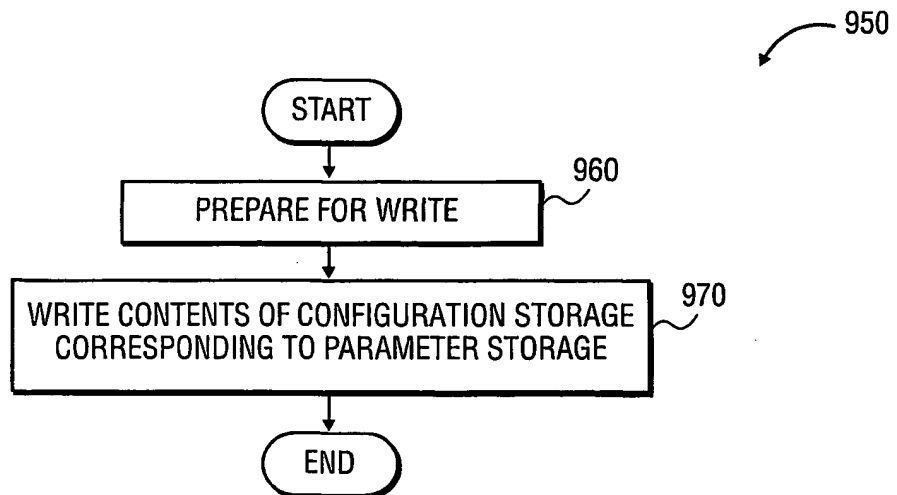 950
START
960
PREPARE FOR WRITE
970
WRITE CONTENTS OF CONFIGURATION STORAGE
CORRESPONDING TO PARAMETER STORAGE
END